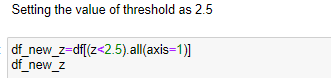 Setting the value of threshold as 2.5
df_new_z=df[(z<2.5).all(axis=1)]
df_new_z